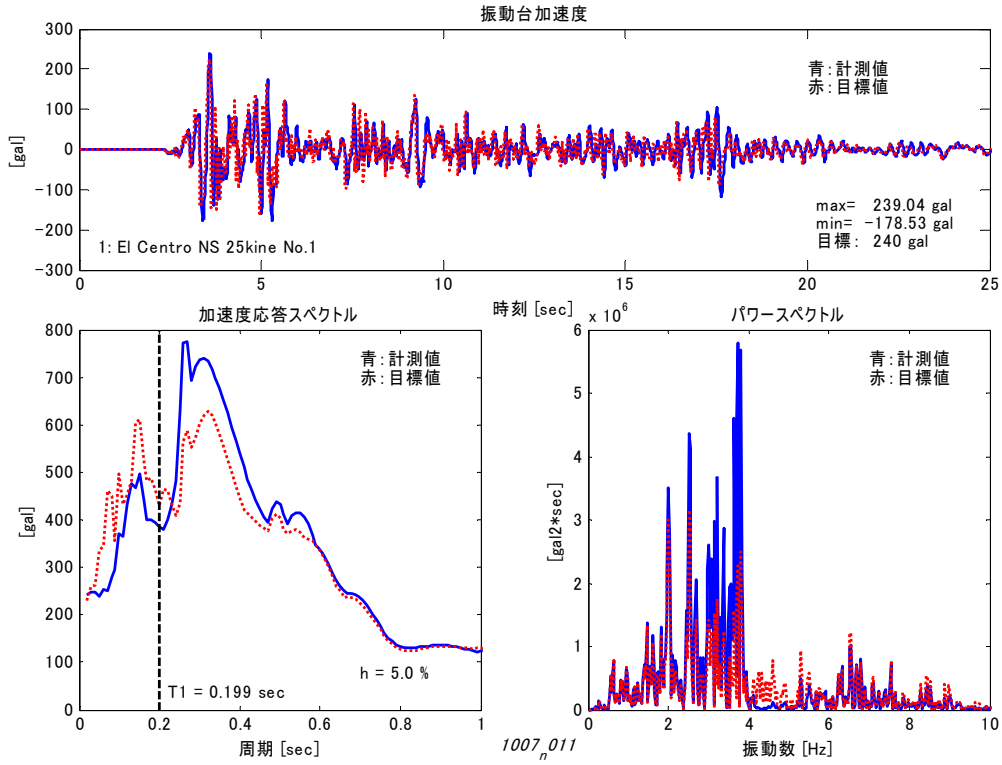 振動台加速度
300
200
100
0
−100
−200
−300
[gal]
青：計測値
赤：目標値
max= 239.04 gal
min= −178.53 gal
目標： 240 gal
1: El Centro NS 25kine No.1
0 5 10 15 20 25
時刻 [sec]
加速度応答スペクトル
800
700
600
500
400
300
200
100
0
[gal]
青：計測値
赤：目標値
h = 5.0 %
T1 = 0.199 sec
0 0.2 0.4 0.6 0.8 1
周期 [sec]
1007n011
x 10^6
パワースペクトル
6
5
4
3
2
1
0
[gal2*sec]
青：計測値
赤：目標値
0 2 4 6 8 10
振動数 [Hz]